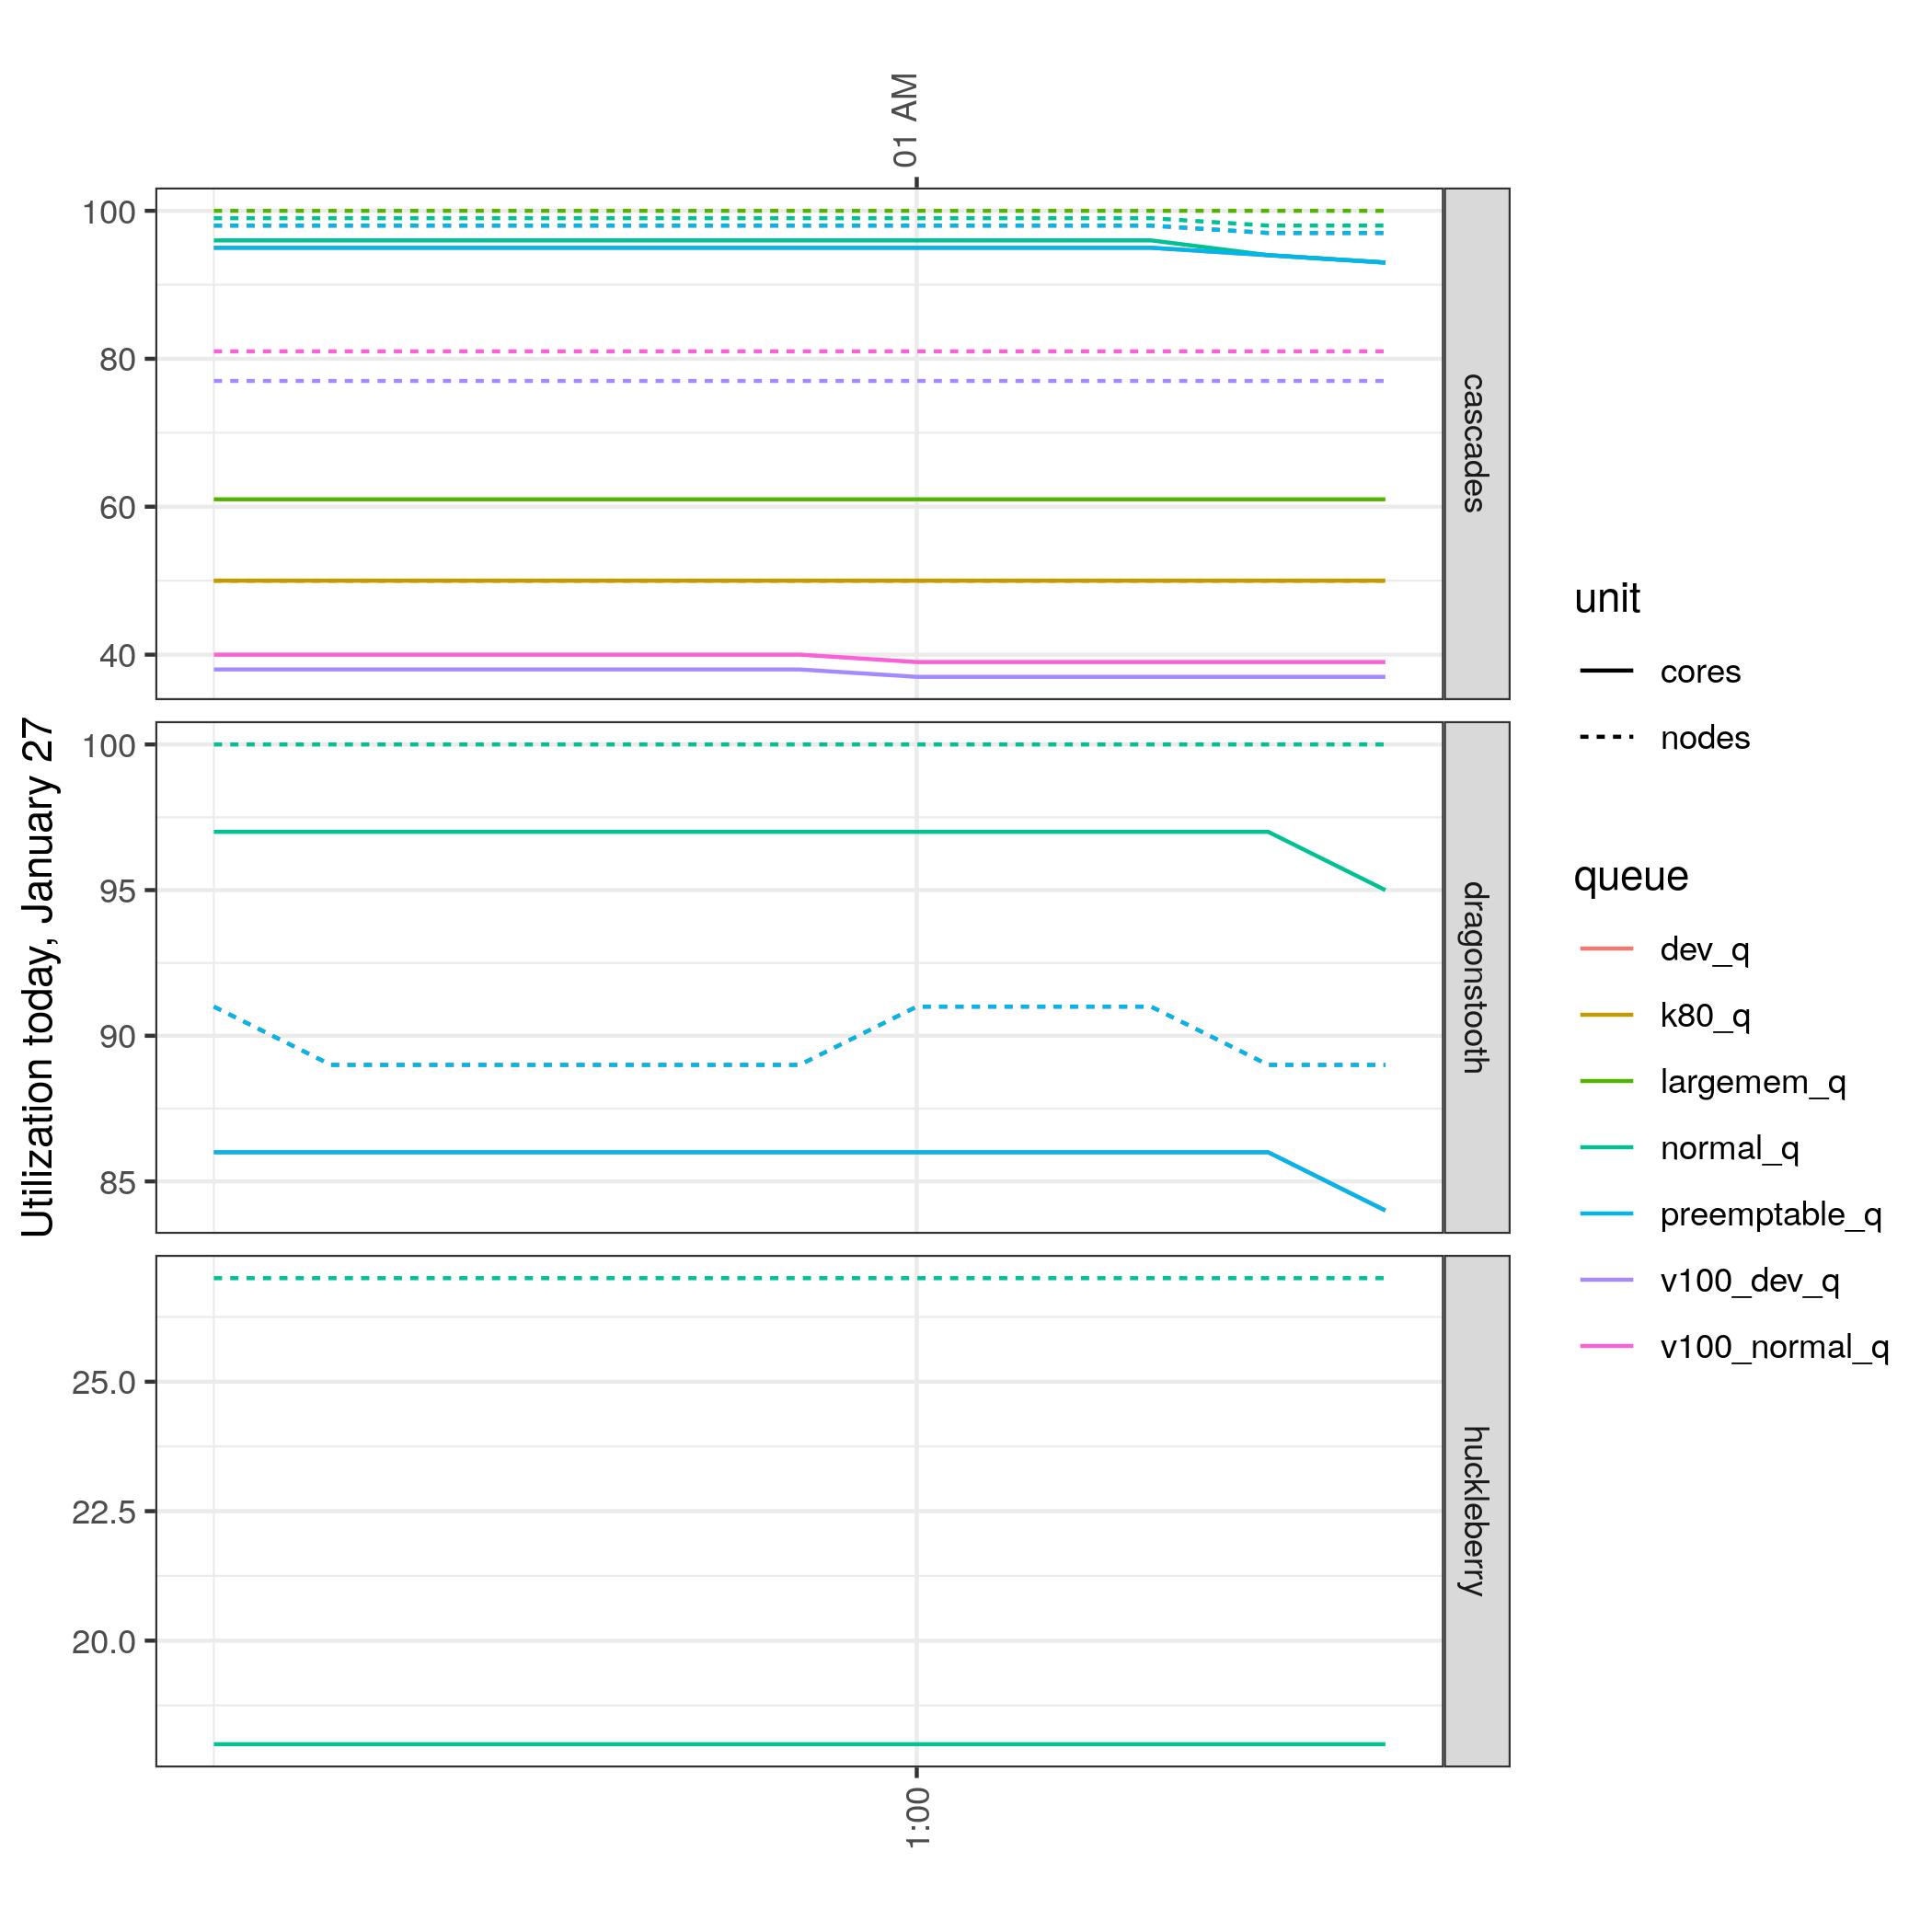 01 AM
Utilization today, January 27
100
80
60
40
cascades
100
95
90
85
dragonstooth
25.0
22.5
20.0
huckleberry
1:00
unit
cores
nodes
queue
dev_q
k80_q
largemem_q
normal_q
preemptable_q
v100_dev_q
v100_normal_q